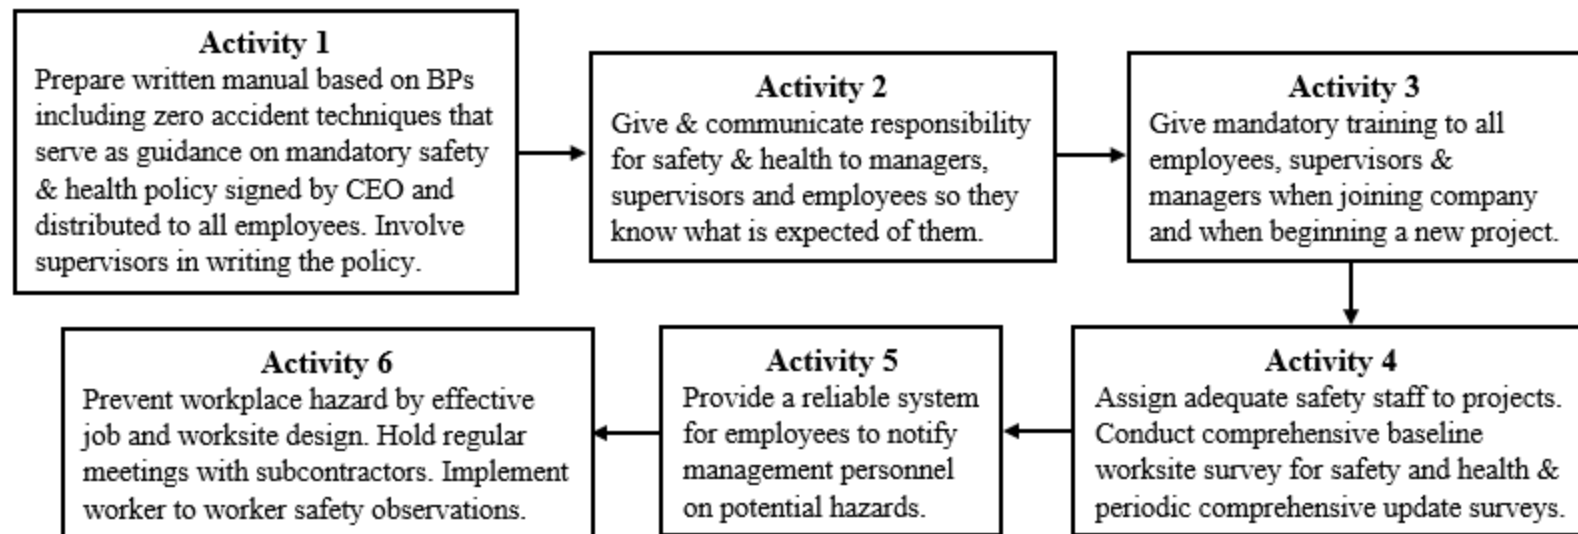 Activity 1
Prepare written manual based on BPs
including zero accident techniques that
serve as guidance on mandatory safety
& health policy signed by CEO and
distributed to all employees. Involve
supervisors in writing the policy.
Activity 2
Give & communicate responsibility
for safety & health to managers,
supervisors and employees so they
know what is expected of them.
Activity 3
Give mandatory training to all
employees, supervisors &
managers when joining company
and when beginning a new project.
Activity 4
Assign adequate safety staff to projects.
Conduct comprehensive baseline
worksite survey for safety and health &
periodic comprehensive update surveys.
Activity 5
Provide a reliable system
for employees to notify
management personnel
on potential hazards.
Activity 6
Prevent workplace hazard by effective
job and worksite design. Hold regular
meetings with subcontractors. Implement
worker to worker safety observations.